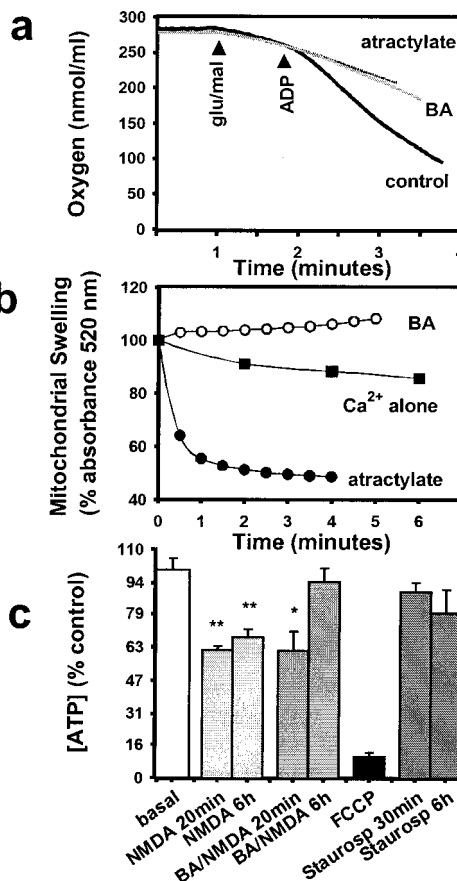 a
Oxygen (nmol/ml)
300
250
200
150
100
50
0
atractylate
BA
control
glu/mal
ADP
1
2
3
4
Time (minutes)
b
Mitochondrial Swelling
(% absorbance 520 nm)
120
100
80
60
40
BA
Ca²⁺ alone
atractylate
0
1
2
3
4
5
6
Time (minutes)
c
[ATP] (% control)
110
94
79
63
47
31
16
0
**
**
*
basal
NMDA 20min
NMDA 6h
BA/NMDA 20min
BA/NMDA 6h
FCCP
Staurosp 30min
Staurosp 6h